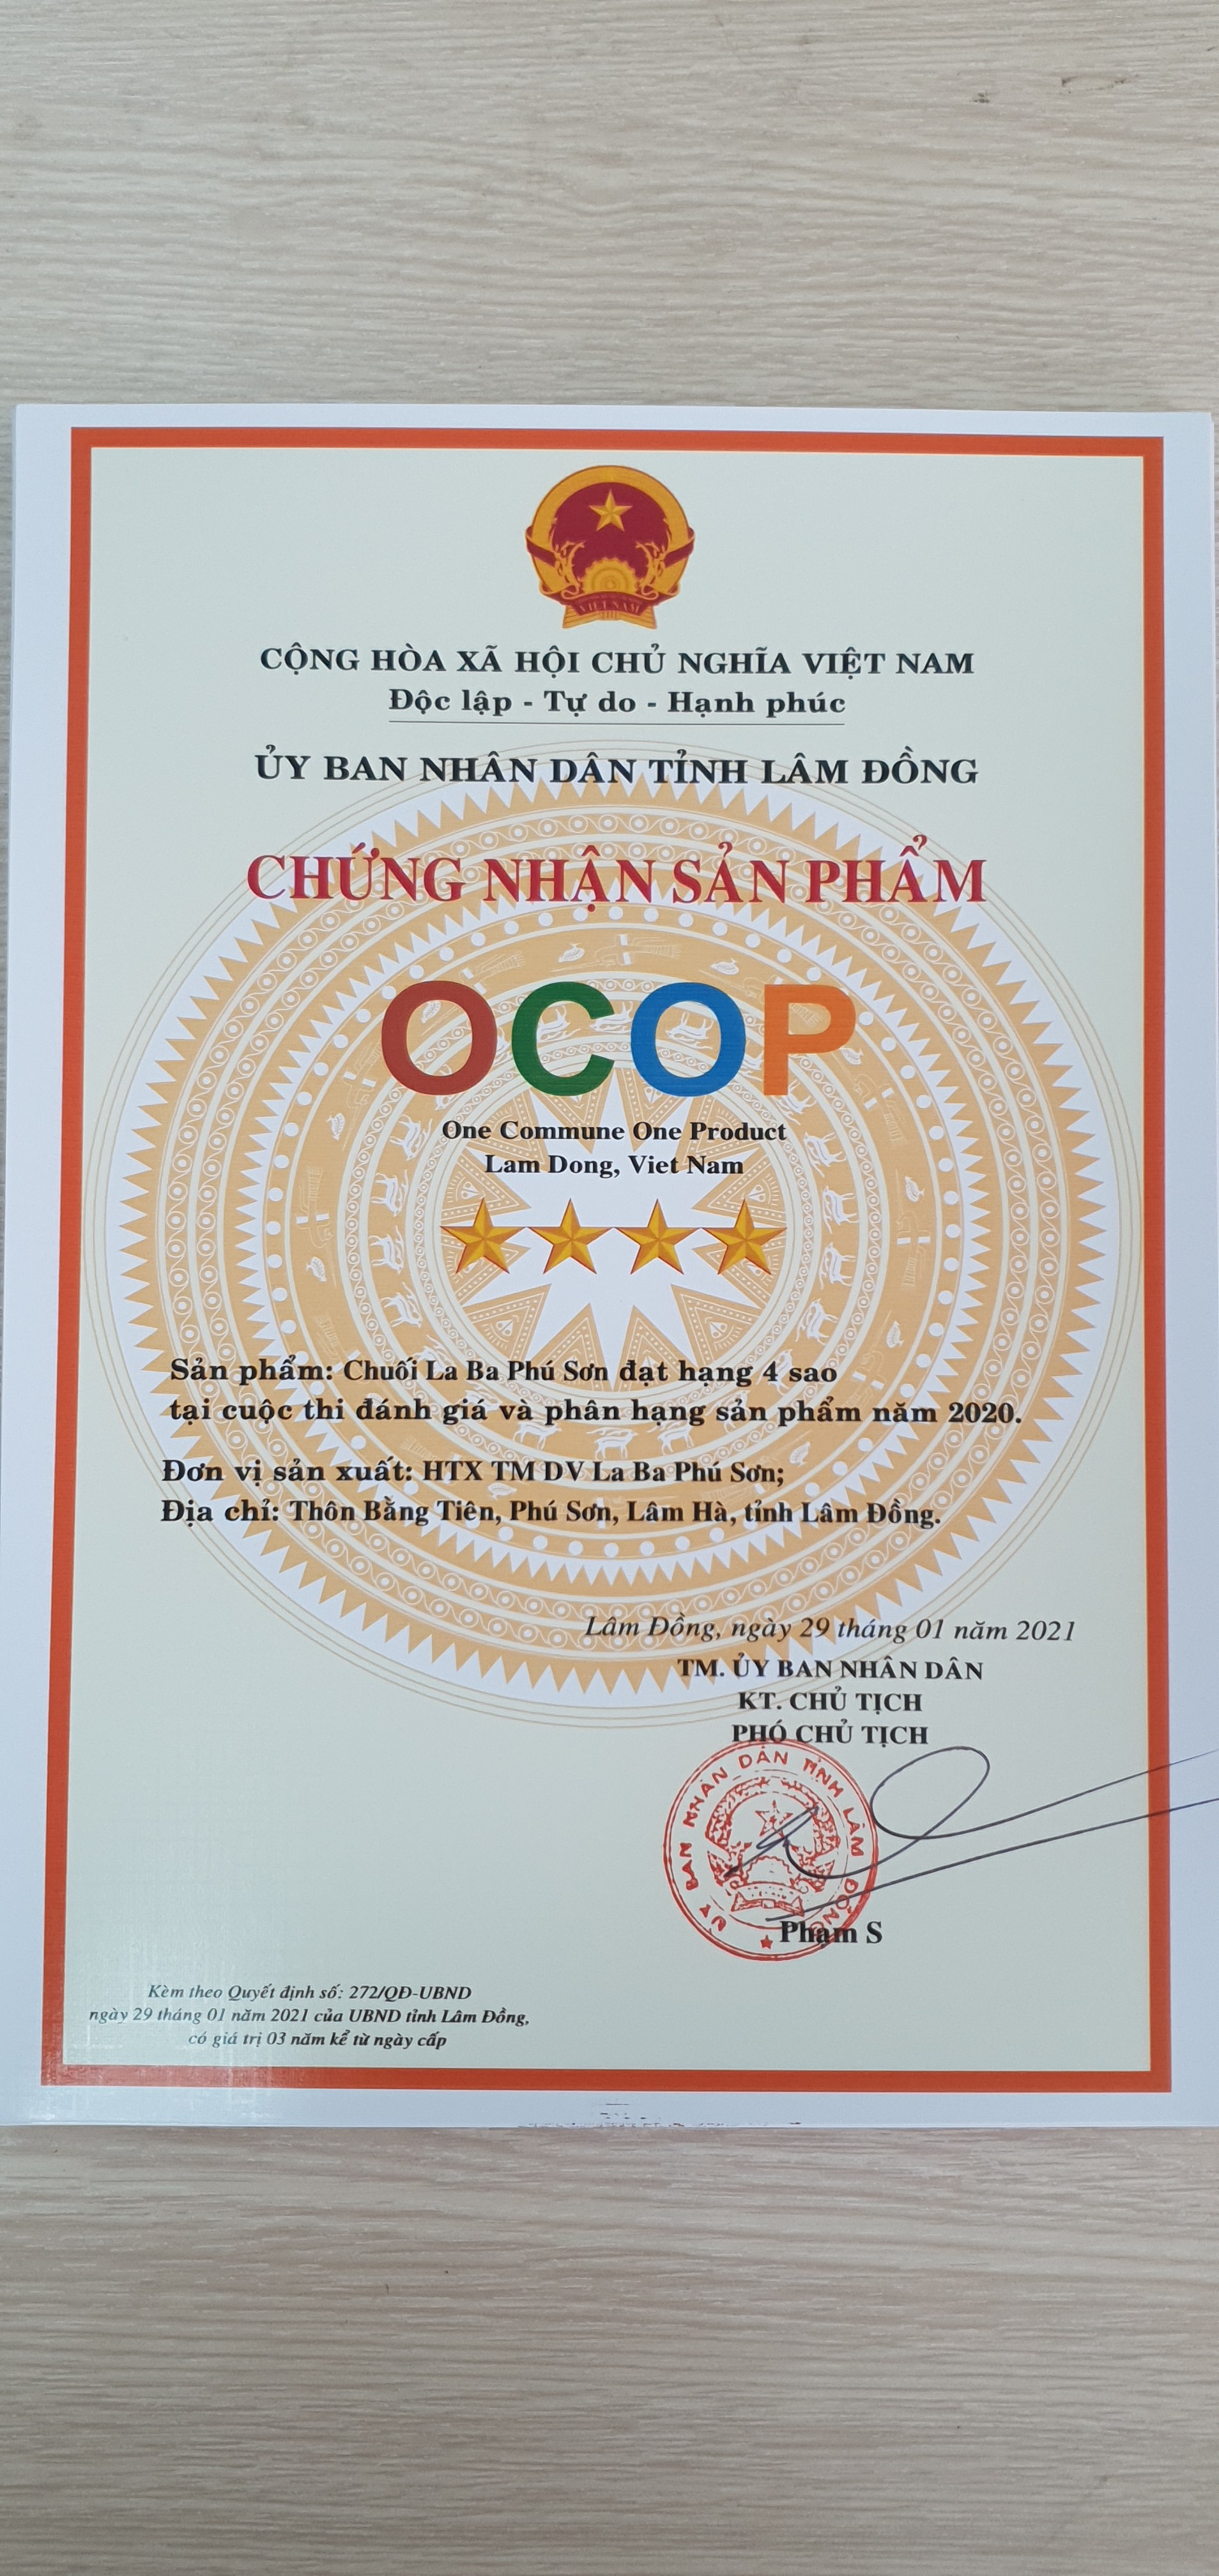 VIỆT NAM
CỘNG HÒA XÃ HỘI CHỦ NGHĨA VIỆT NAM
Độc lập - Tự do - Hạnh phúc
ỦY BAN NHÂN DÂN TỈNH LÂM ĐỒNG
CHỨNG NHẬN SẢN PHẨM
OCOP
One Commune One Product
Lam Dong, Viet Nam
Sản phẩm: Chuối La Ba Phú Sơn đạt hạng 4 sao
tại cuộc thi đánh giá và phân hạng sản phẩm năm 2020.
Đơn vị sản xuất: HTX TM DV La Ba Phú Sơn;
Địa chỉ: Thôn Bằng Tiên, Phú Sơn, Lâm Hà, tỉnh Lâm Đồng.
Lâm Đồng, ngày 29 tháng 01 năm 2021
TM. ỦY BAN NHÂN DÂN
KT. CHỦ TỊCH
PHÓ CHỦ TỊCH
ỦY BAN NHÂN DÂN TỈNH LÂM ĐỒNG
Phạm S
Kèm theo Quyết định số: 272/QĐ-UBND
ngày 29 tháng 01 năm 2021 của UBND tỉnh Lâm Đồng,
có giá trị 03 năm kể từ ngày cấp